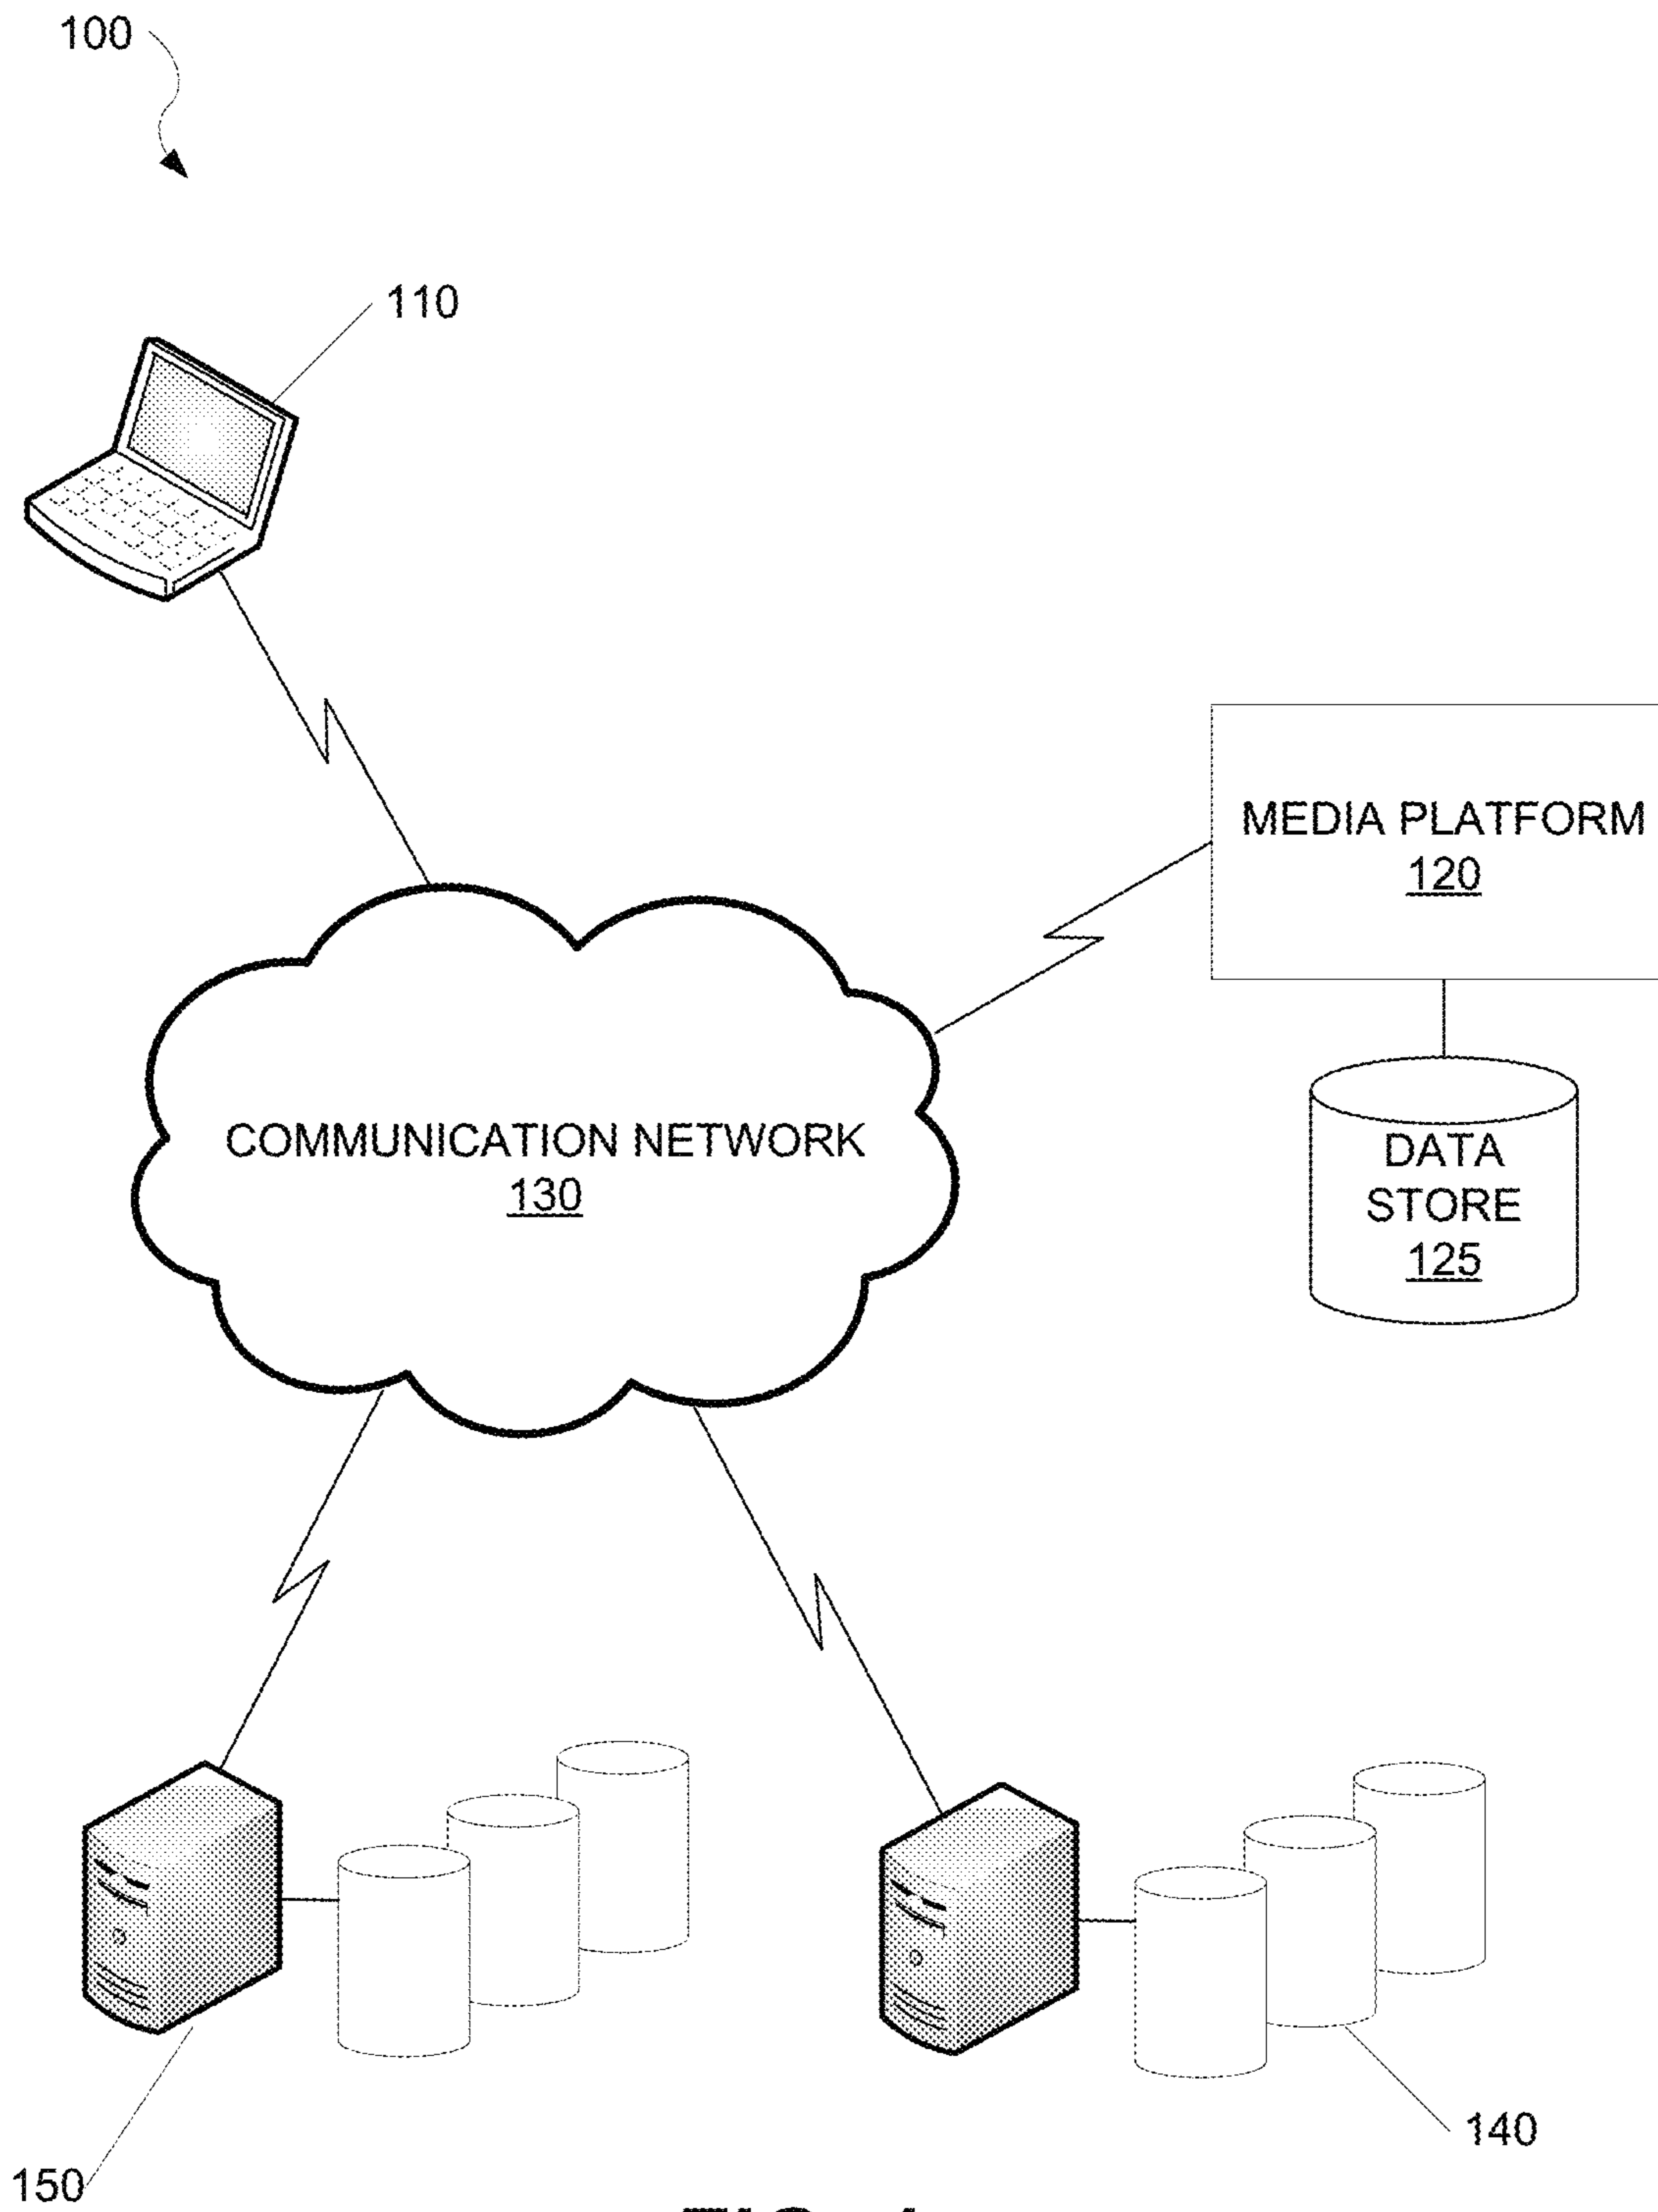 100
110
MEDIA PLATFORM
120
COMMUNICATION NETWORK
130
DATA
STORE
125
140
150